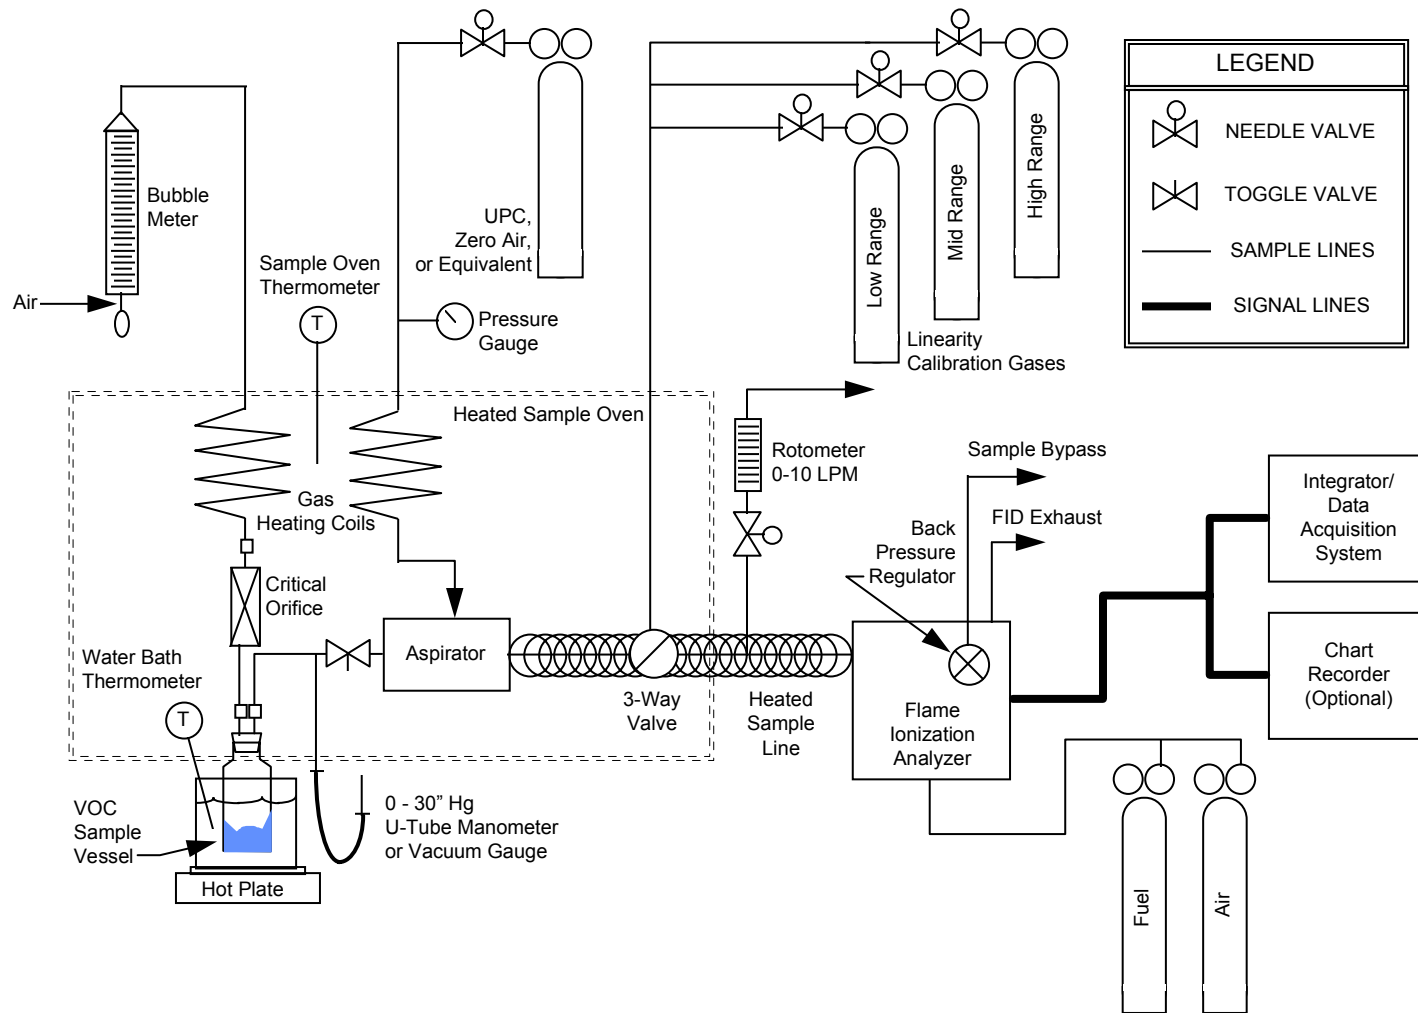 LEGEND
NEEDLE VALVE
TOGGLE VALVE
SAMPLE LINES
SIGNAL LINES
Bubble
Meter
Air
UPC,
Zero Air,
or Equivalent
Sample Oven
Thermometer
T
Pressure
Gauge
Low Range
Mid Range
High Range
Linearity
Calibration Gases
Heated Sample Oven
Gas
Heating Coils
Critical
Orifice
Rotometer
0-10 LPM
Sample Bypass
FID Exhaust
Back
Pressure
Regulator
Integrator/
Data
Acquisition
System
Water Bath
Thermometer
T
Aspirator
3-Way
Valve
Heated
Sample
Line
Flame
Ionization
Analyzer
Chart
Recorder
(Optional)
VOC
Sample
Vessel
0 - 30” Hg
U-Tube Manometer
or Vacuum Gauge
Hot Plate
Fuel
Air